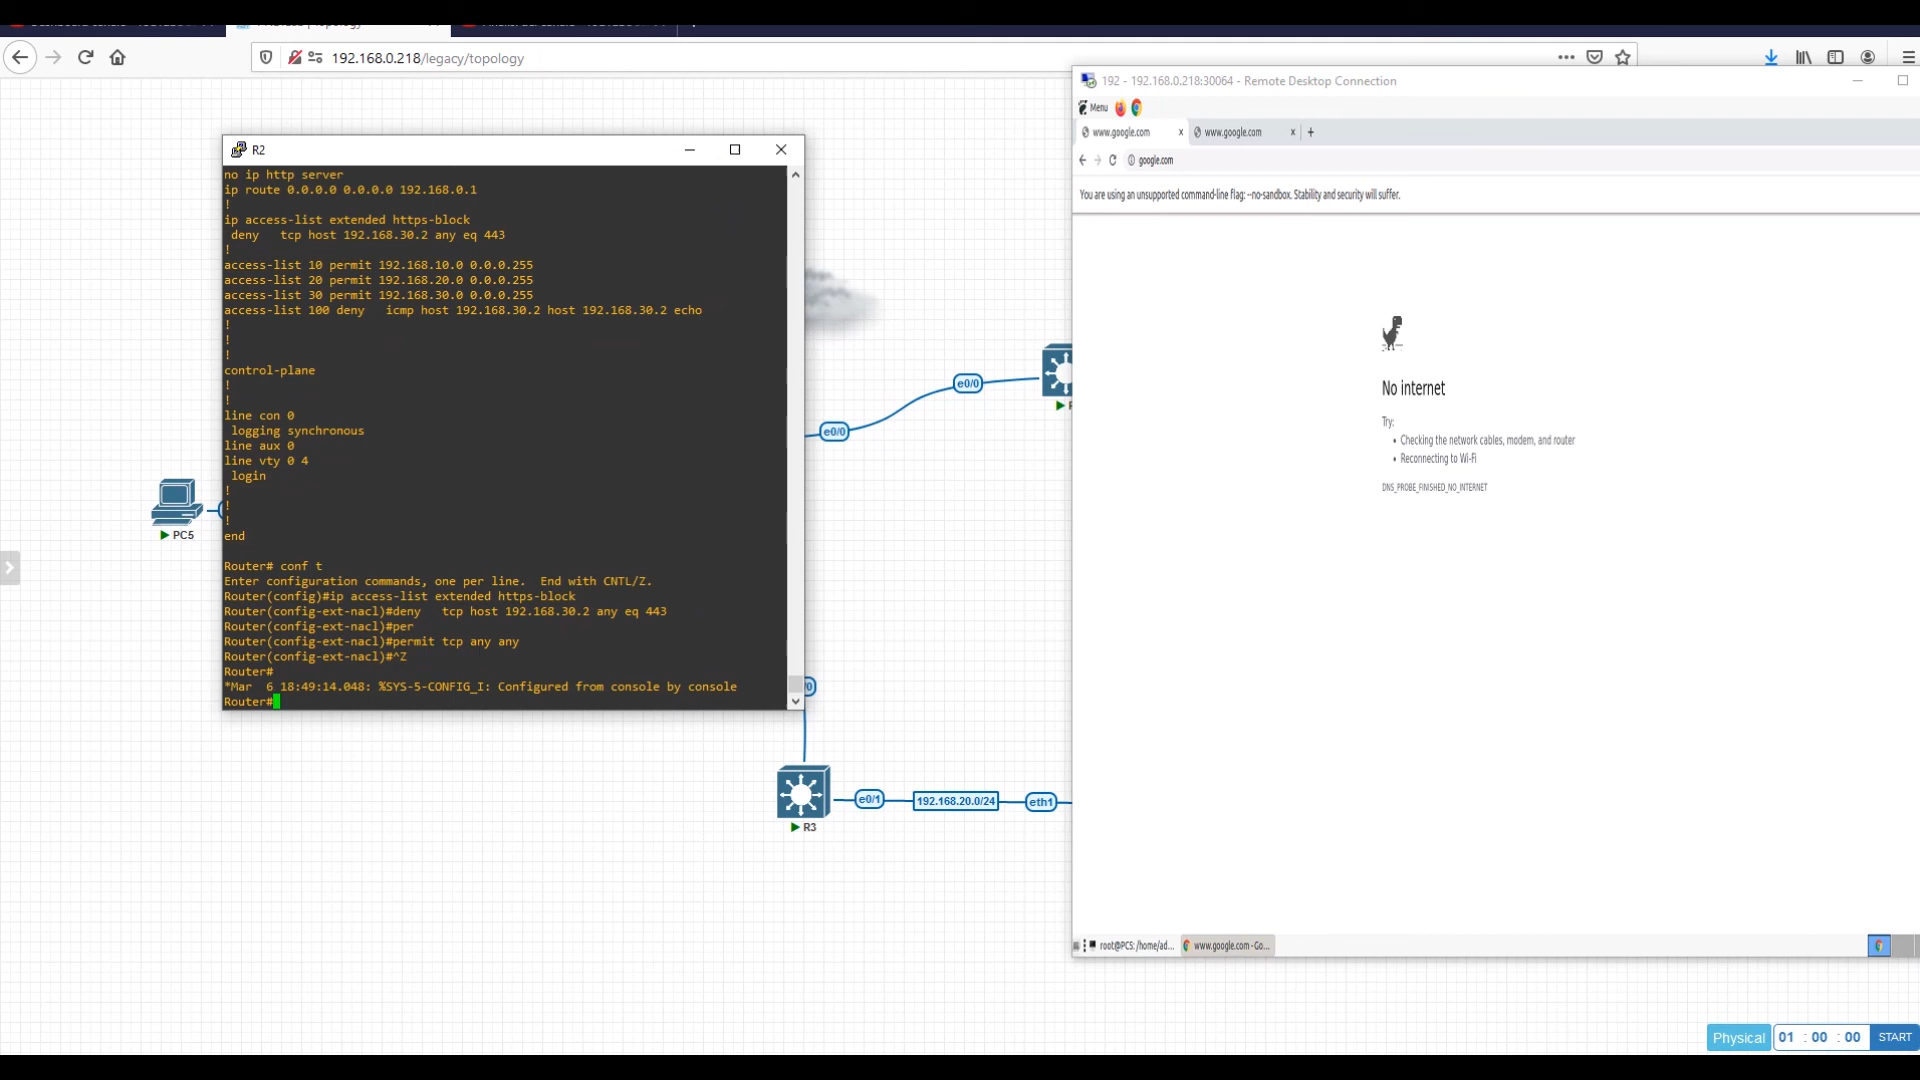 192.168.0.218/legacy/topology
192 - 192.168.0.218:30064 - Remote Desktop Connection
Menu
www.google.com
www.google.com
google.com
You are using an unsupported command-line flag: --no-sandbox. Stability and security will suffer.
No internet
Try:
• Checking the network cables, modem, and router
• Reconnecting to Wi-Fi
DNS_PROBE_FINISHED_NO_INTERNET
root@PCS:/home/ad...
www.google.com - Go...
R2
no ip http server
ip route 0.0.0.0 0.0.0.0 192.168.0.1
!
ip access-list extended https-block
deny   tcp host 192.168.30.2 any eq 443
!
access-list 10 permit 192.168.10.0 0.0.0.255
access-list 20 permit 192.168.20.0 0.0.0.255
access-list 30 permit 192.168.30.0 0.0.0.255
access-list 100 deny   icmp host 192.168.30.2 host 192.168.30.2 echo
!
!
!
control-plane
!
!
line con 0
logging synchronous
line aux 0
line vty 0 4
login
!
!
!
end
Router# conf t
Enter configuration commands, one per line.  End with CNTL/Z.
Router(config)#ip access-list extended https-block
Router(config-ext-nacl)#deny   tcp host 192.168.30.2 any eq 443
Router(config-ext-nacl)#per
Router(config-ext-nacl)#permit tcp any any
Router(config-ext-nacl)#^Z
Router#
*Mar  6 18:49:14.048: %SYS-5-CONFIG_I: Configured from console by console
Router#
e0/0
e0/0
PC5
R3
e0/1
192.168.20.0/24
eth1
Physical
01 : 00 : 00
START